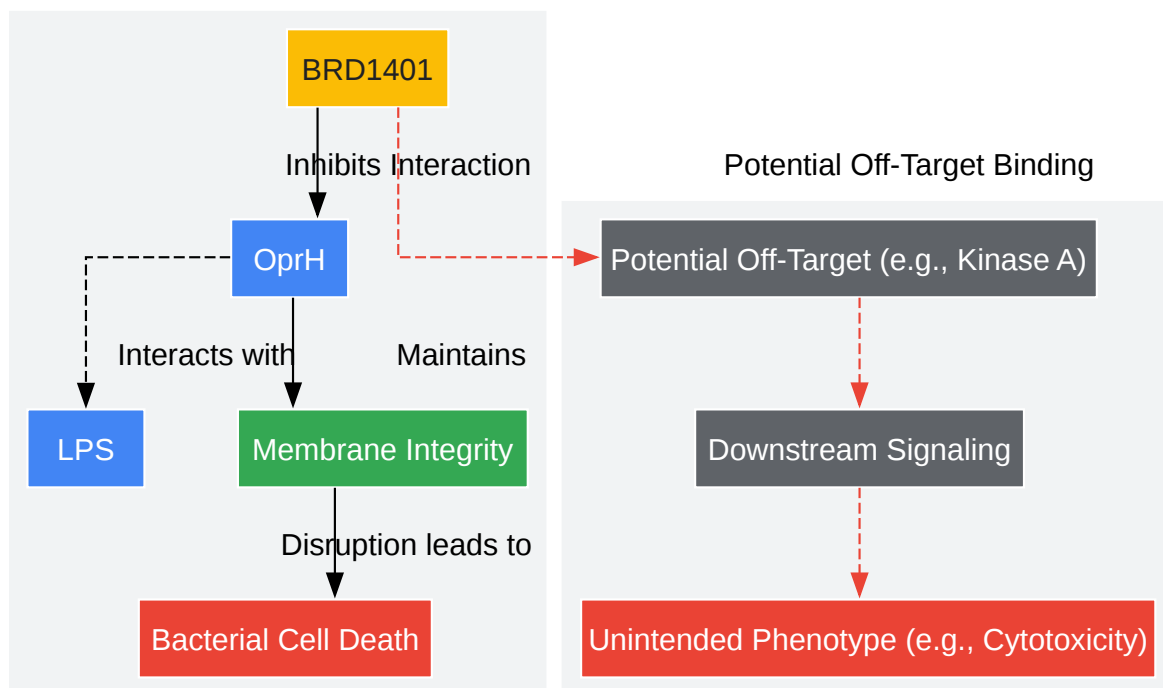 BRD1401
Inhibits Interaction
Potential Off-Target Binding
OprH
Potential Off-Target (e.g., Kinase A)
Interacts with
Maintains
LPS
Membrane Integrity
Downstream Signaling
Disruption leads to
Bacterial Cell Death
Unintended Phenotype (e.g., Cytotoxicity)